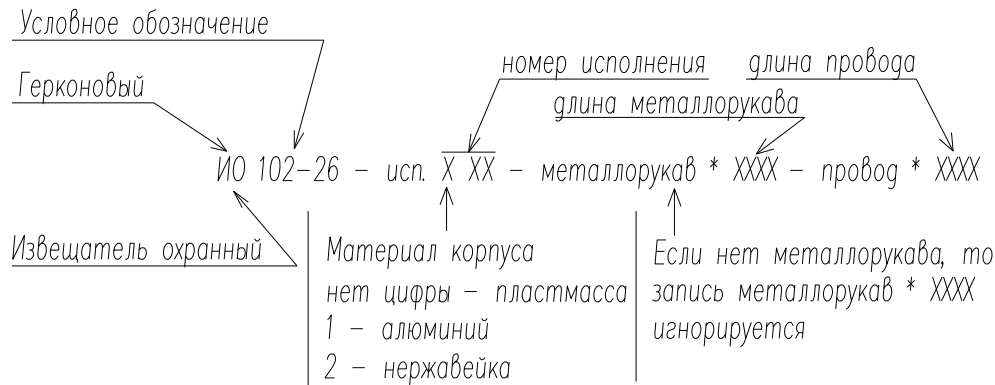 Условное обозначение
Герконовый
номер исполнения
длина провода
длина металлорукава
ИО 102-26 - исп. X XX - металлорукав * XXXX - провод * XXXX
Извещатель охранный
Материал корпуса
нет цифры - пластмасса
1 - алюминий
2 - нержавейка
Если нет металлорукава, то
запись металлорукав * XXXX
игнорируется